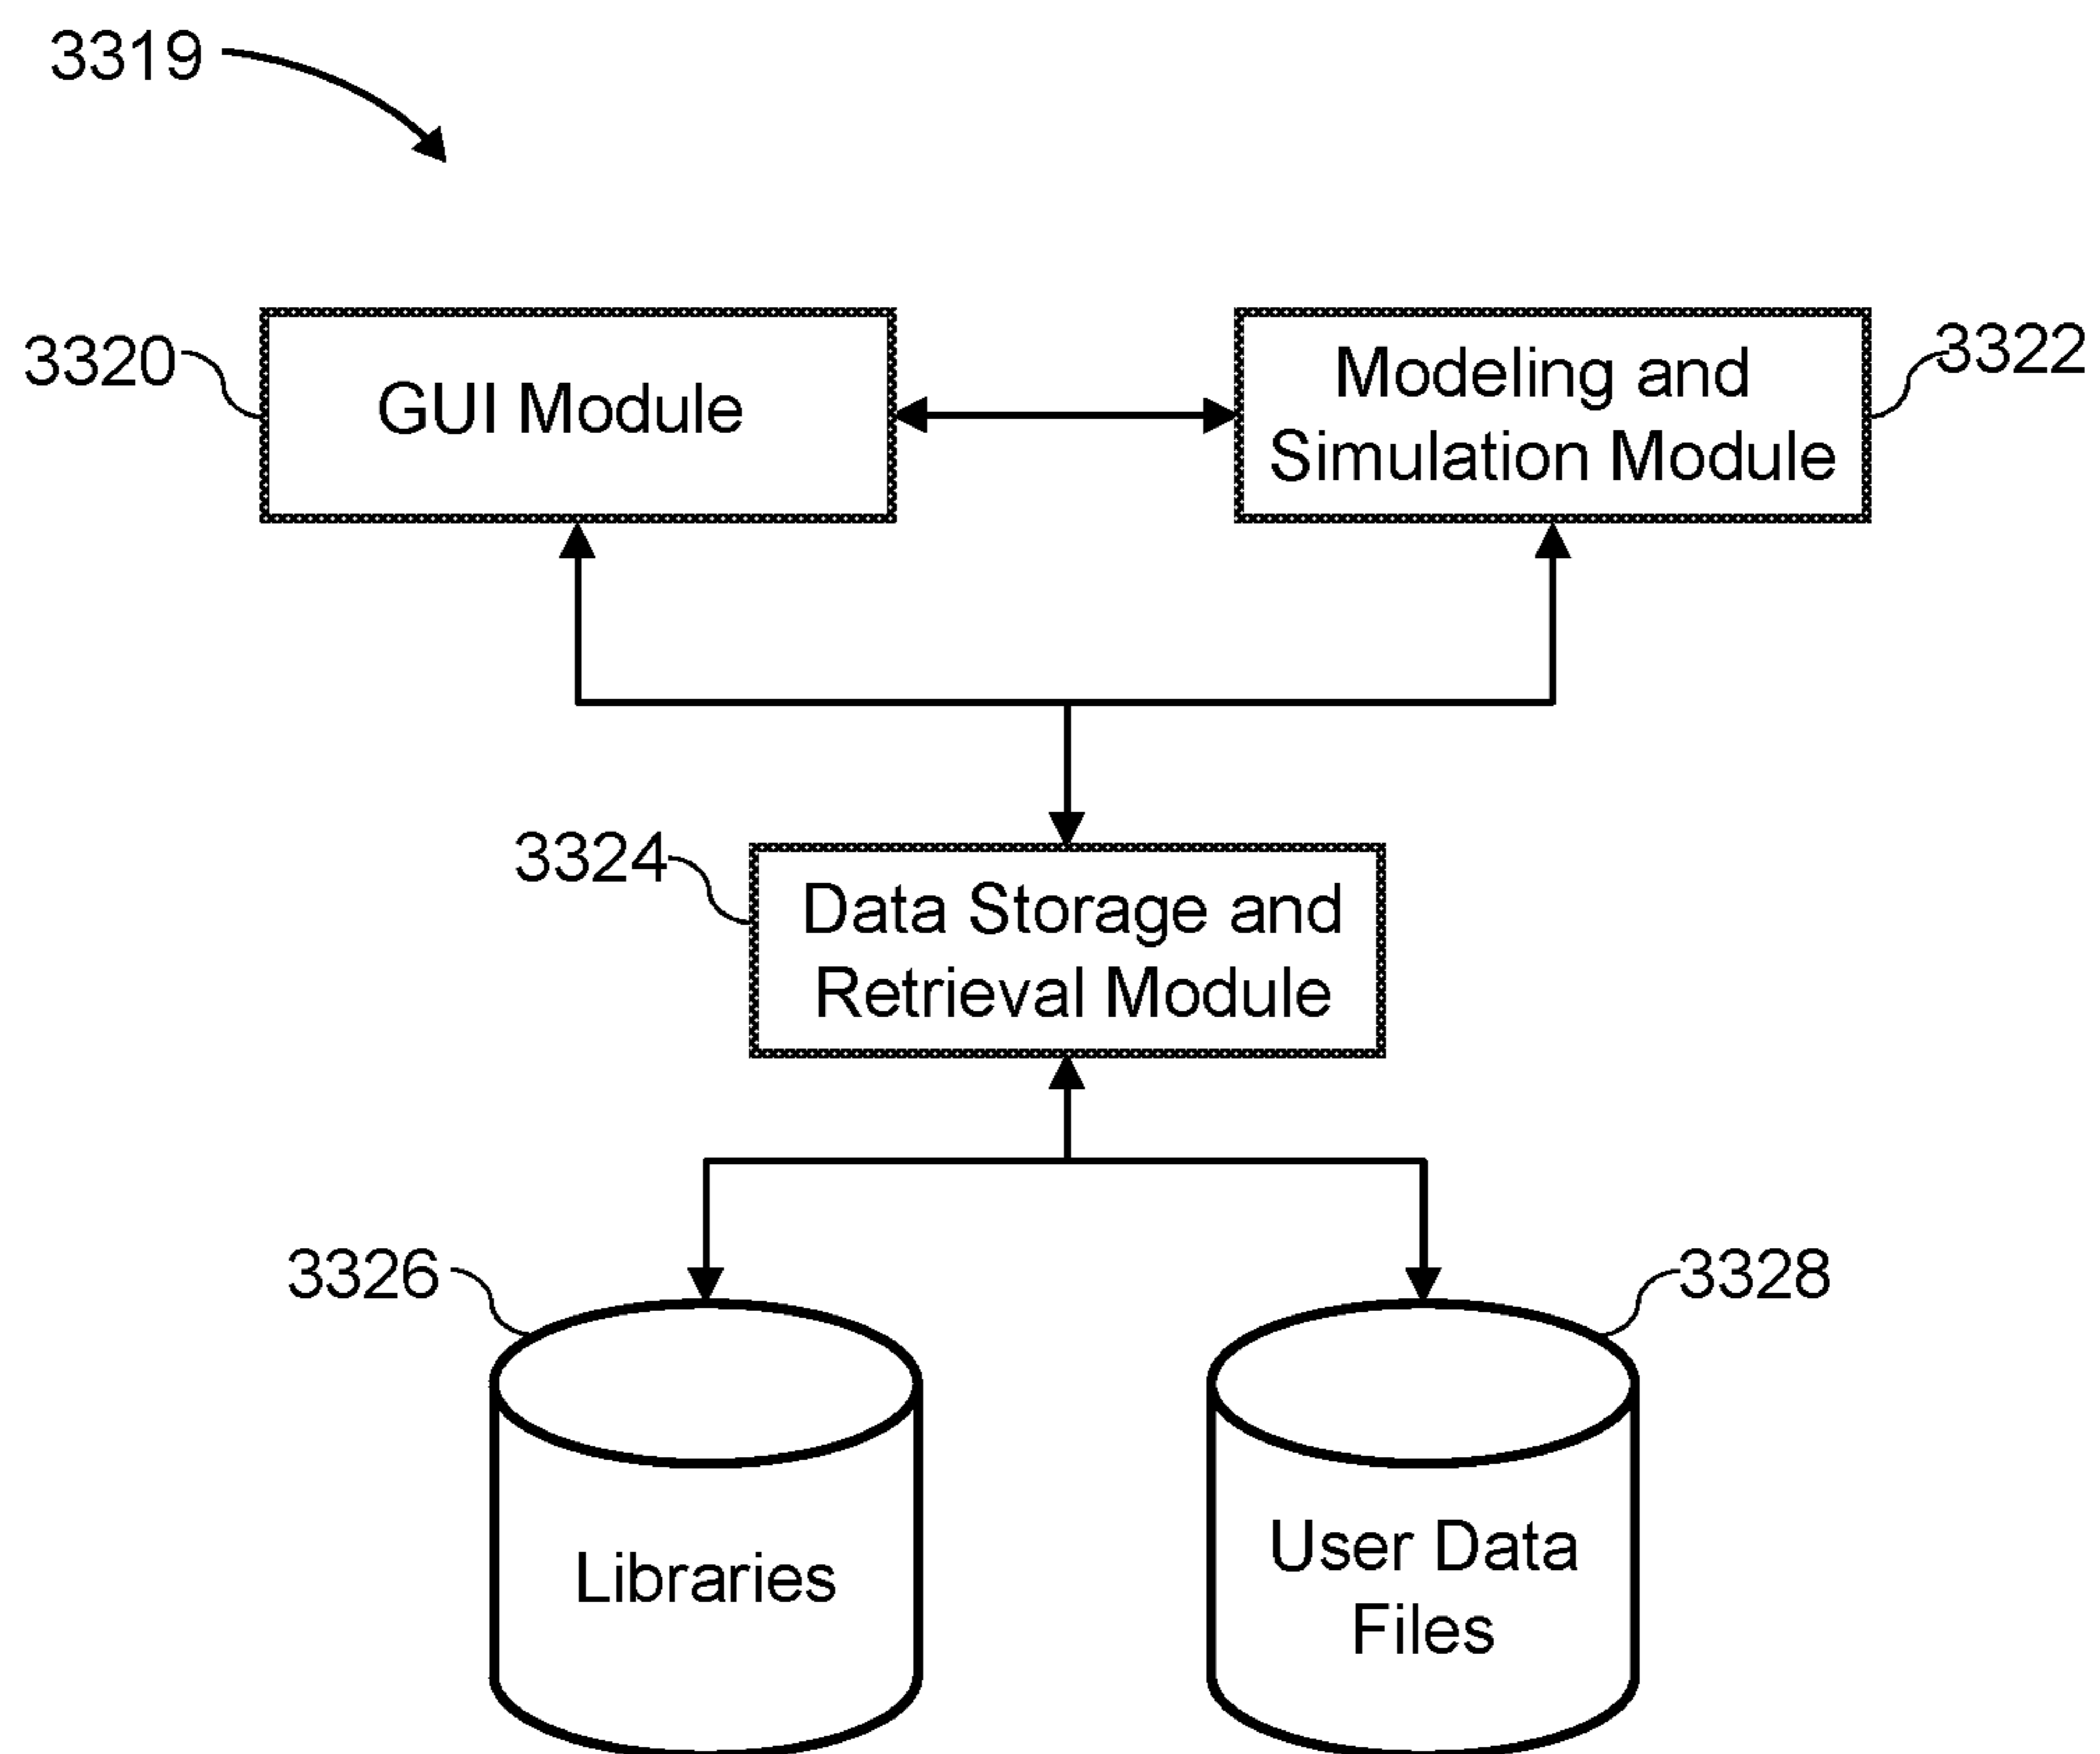 3319
3320
GUI Module
Modeling and
Simulation Module
3322
3324
Data Storage and
Retrieval Module
3326
Libraries
3328
User Data
Files